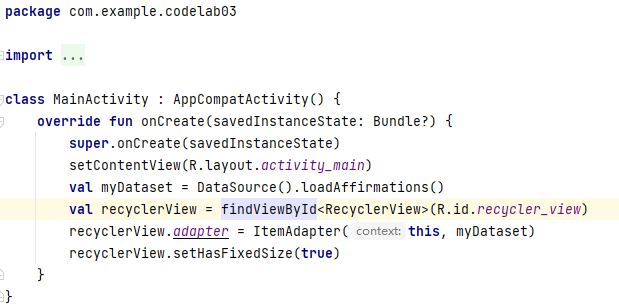 package com.example.codelab03
import ...
class MainActivity : AppCompatActivity() {
override fun onCreate(savedInstanceState: Bundle?) {
super.onCreate(savedInstanceState)
setContentView(R.layout.activity_main)
val myDataset = DataSource().loadAffirmations()
val recyclerView = findViewById<RecyclerView>(R.id.recycler_view)
recyclerView.adapter = ItemAdapter( context: this, myDataset)
recyclerView.setHasFixedSize(true)
}
}